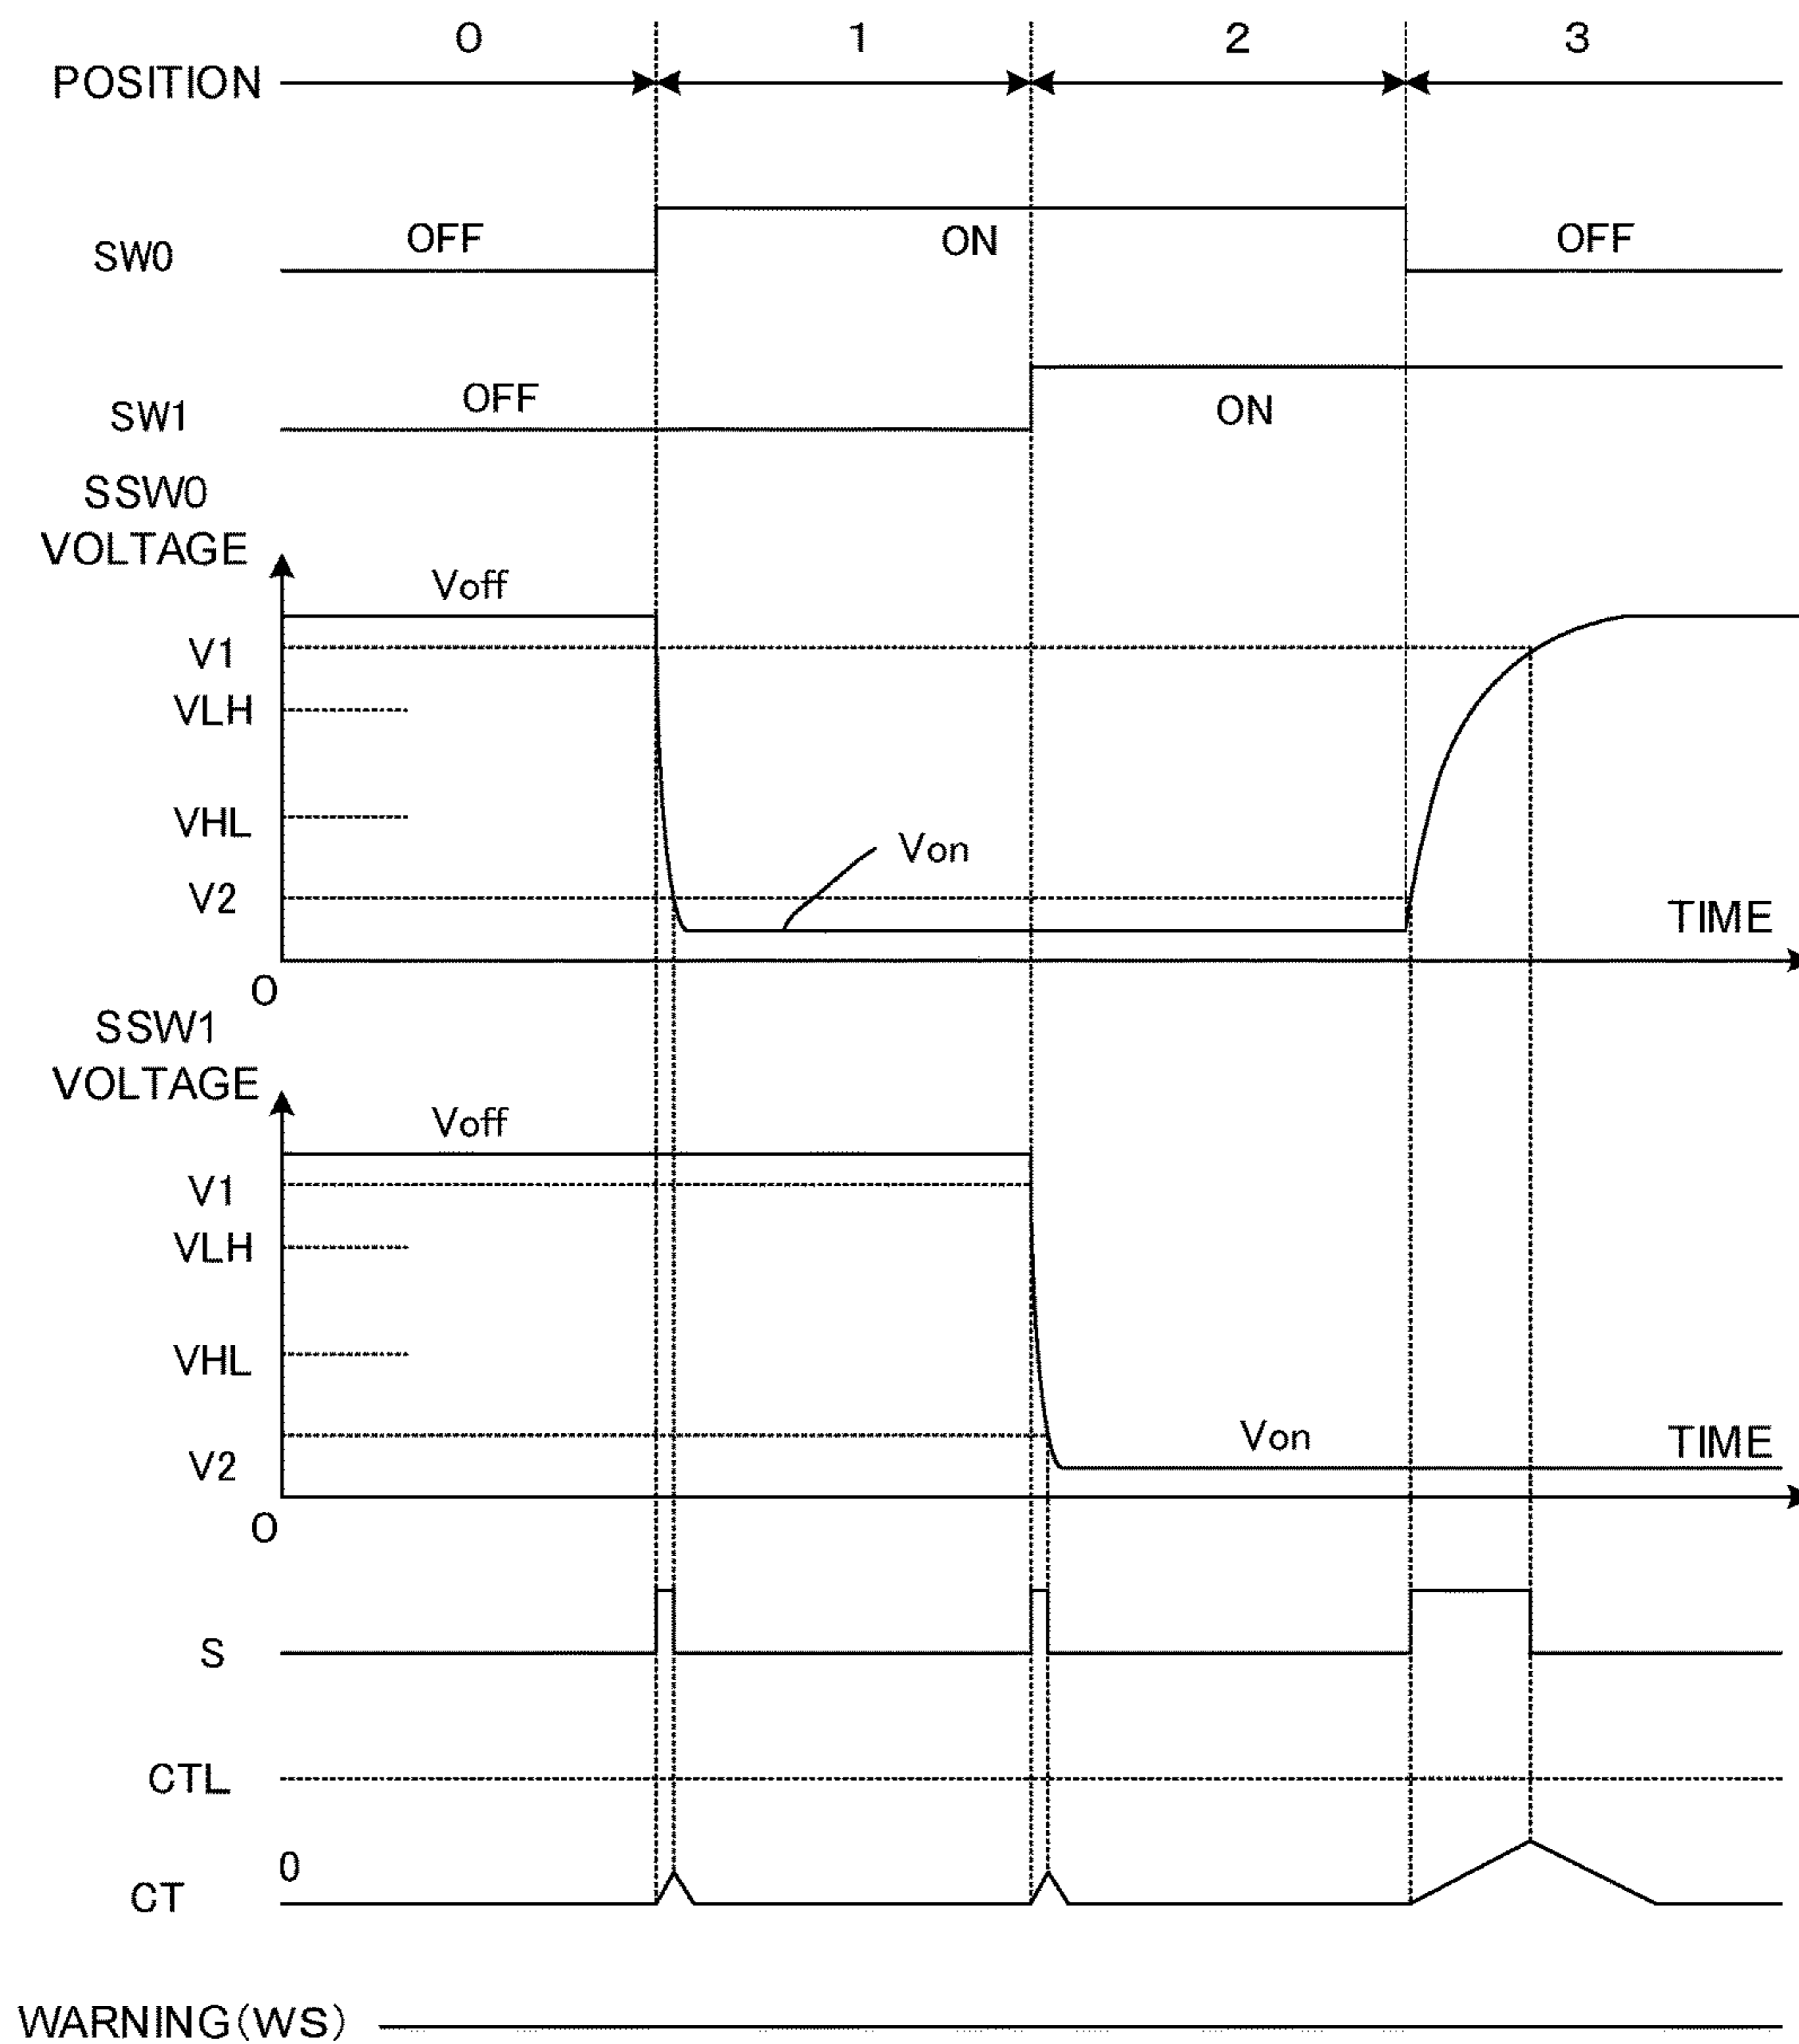 0 1 2 3
POSITION
SW0 OFF ON OFF
SW1 OFF ON
SSW0
VOLTAGE
Voff
V1
VLH
VHL
Von
V2
TIME
0
SSW1
VOLTAGE
Voff
V1
VLH
VHL
Von
TIME
V2
0
S
CTL
0
CT
WARNING(WS)